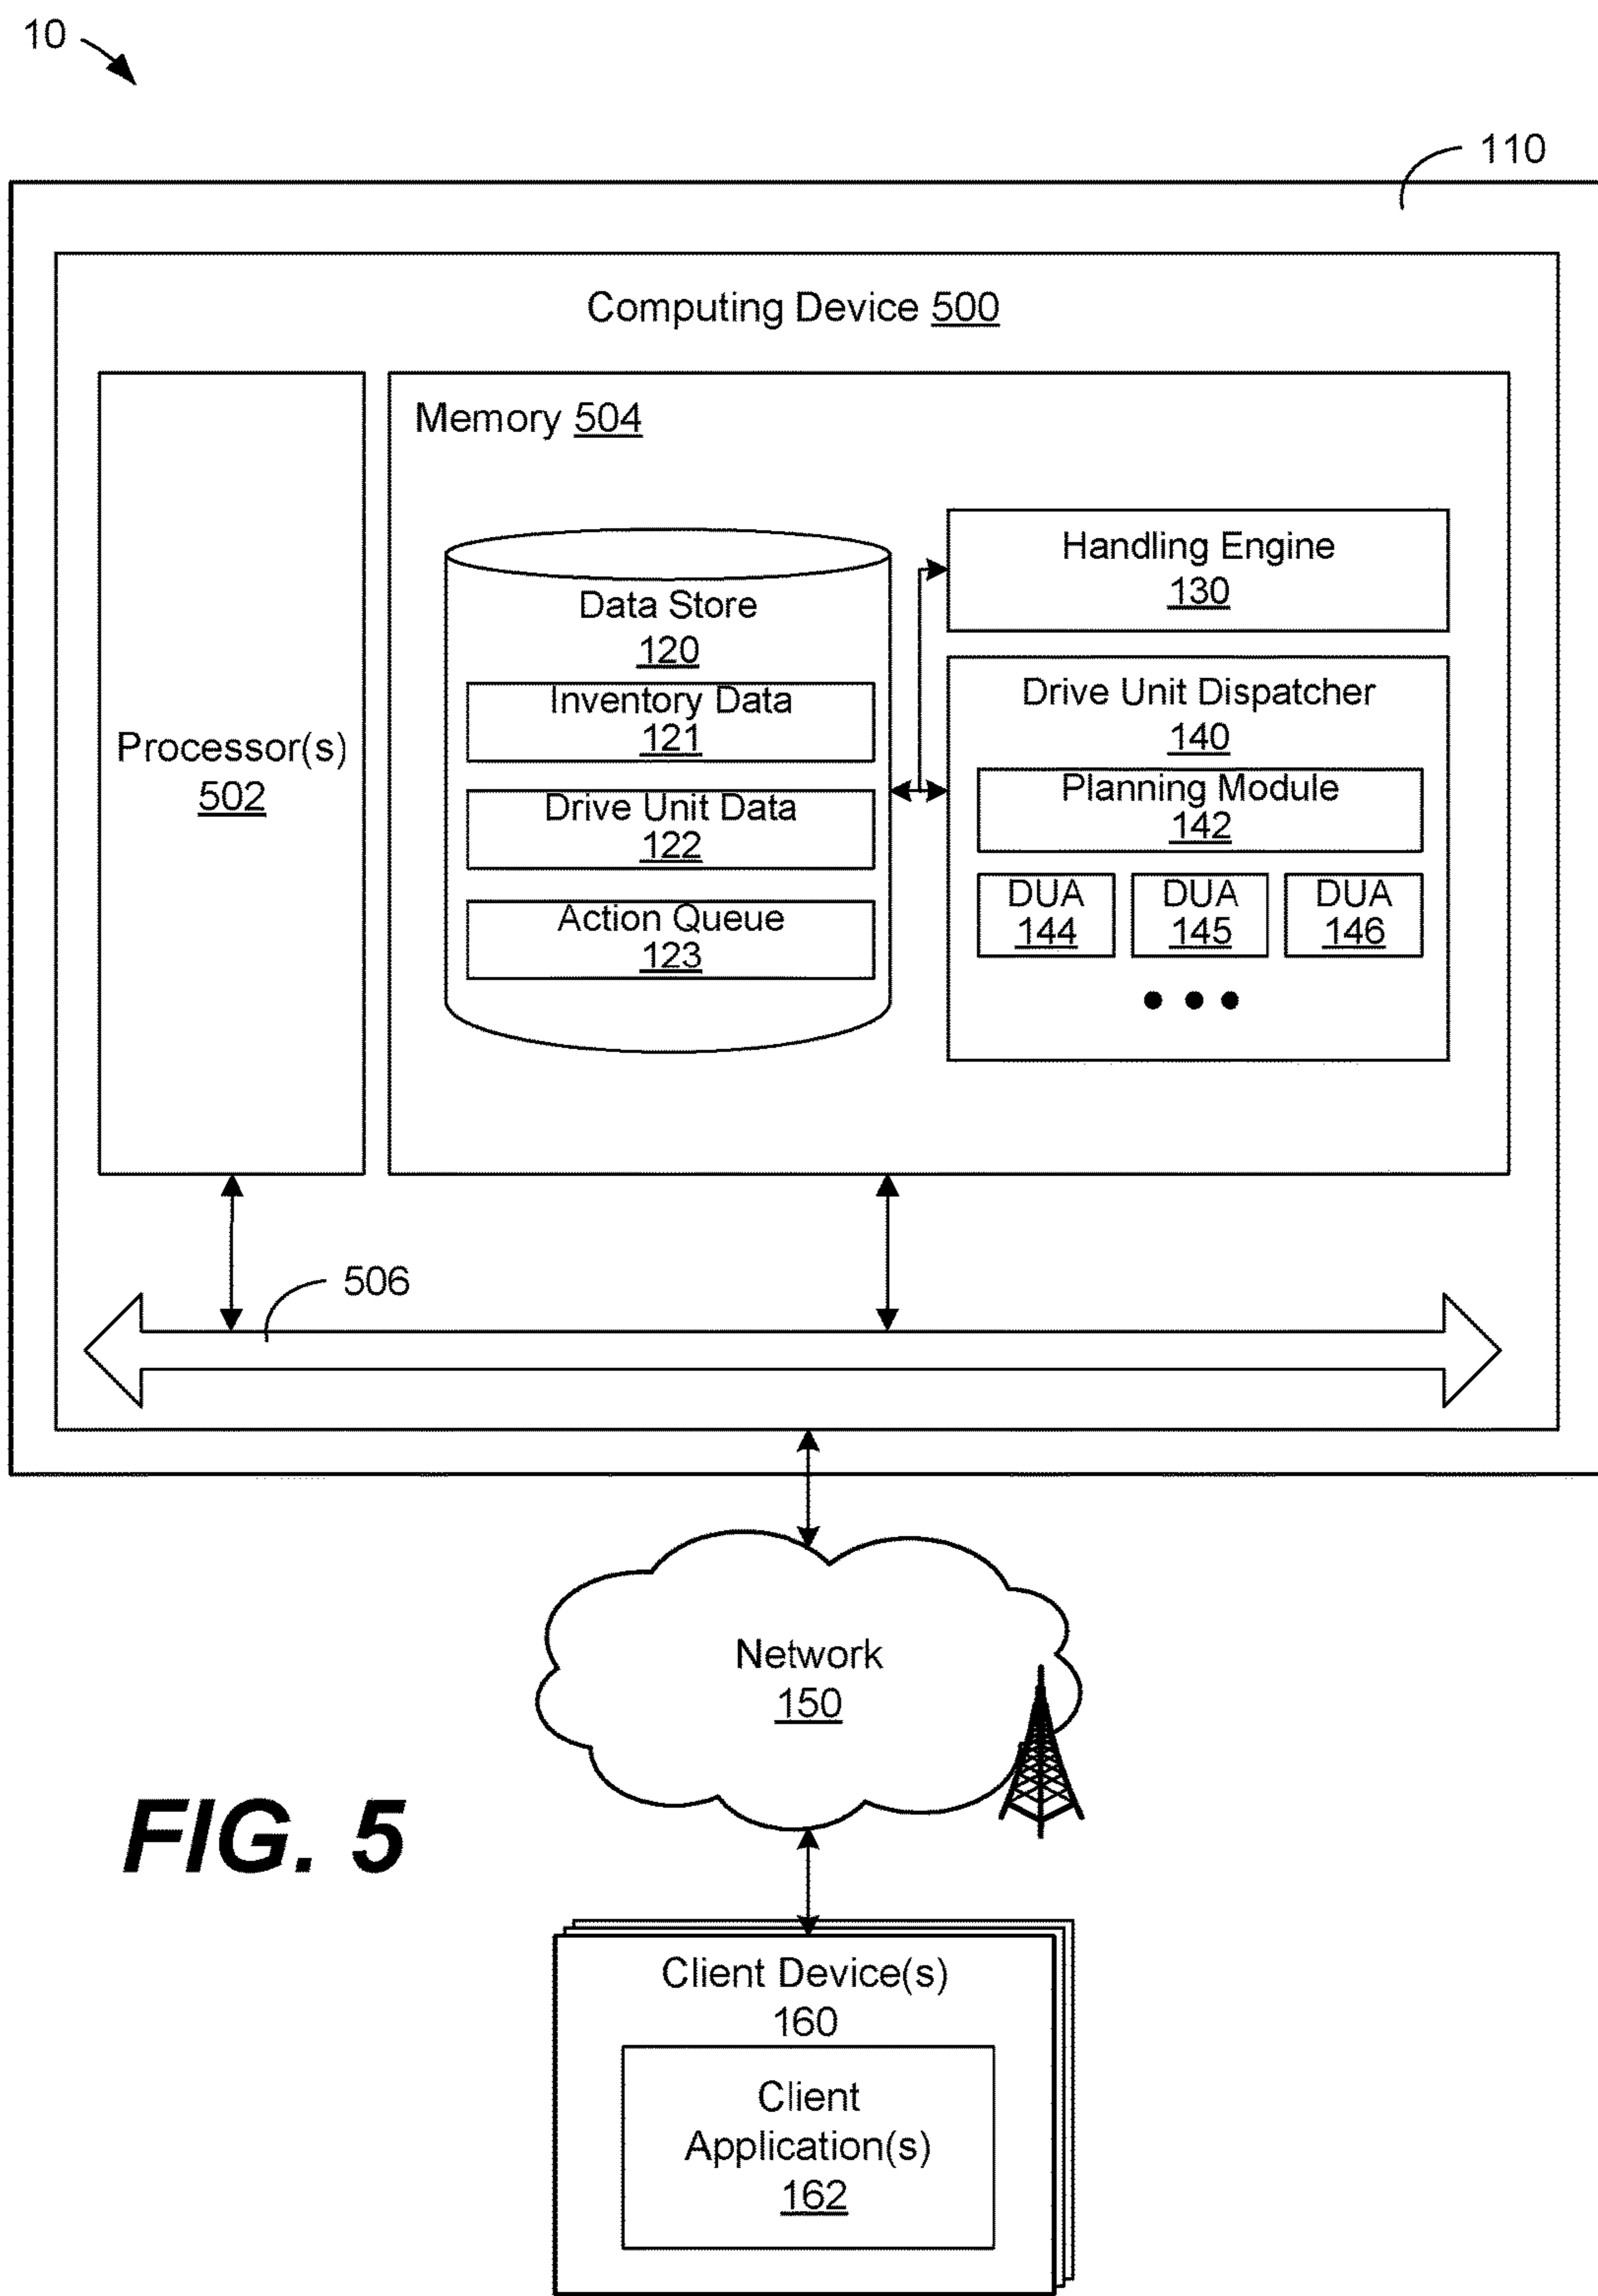 10
110
Computing Device 500
Processor(s)
502
Memory 504
Data Store
120
Inventory Data
121
Drive Unit Data
122
Action Queue
123
Handling Engine
130
Drive Unit Dispatcher
140
Planning Module
142
DUA
144
DUA
145
DUA
146
506
Network
150
FIG. 5
Client Device(s)
160
Client
Application(s)
162